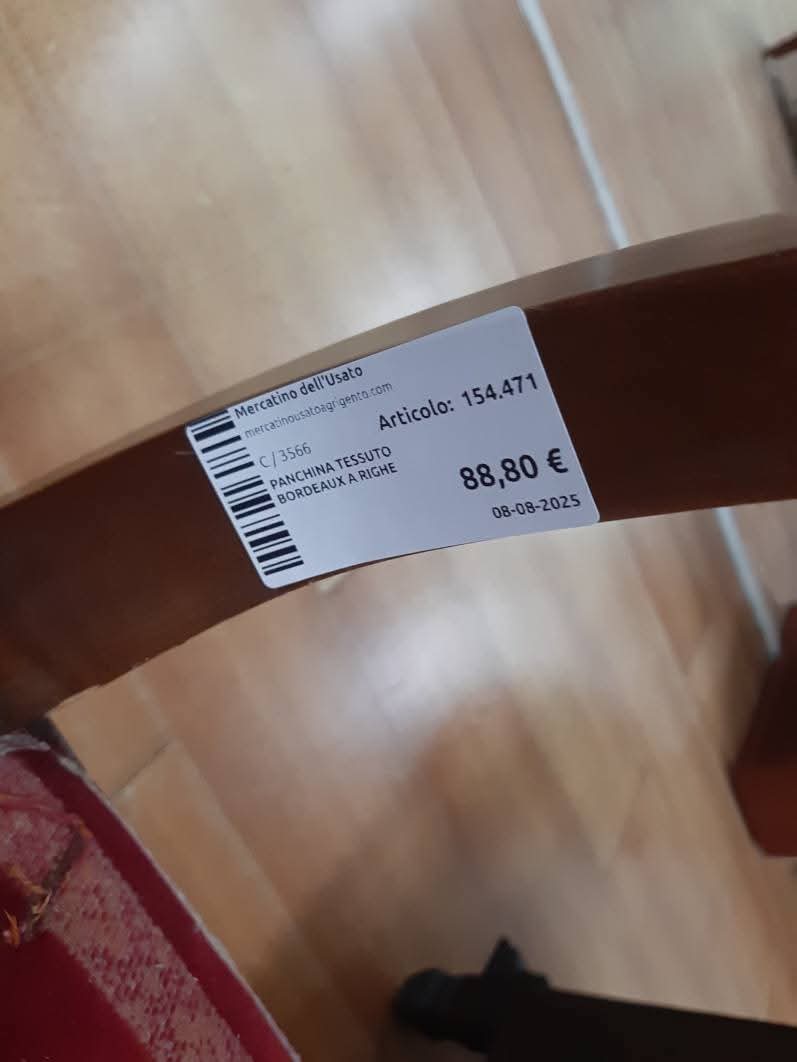 Mercatino dell'Usato
mercatinousatoagrigento.com
Articolo: 154.471
C/3566
PANCHINA TESSUTO
BORDEAUX A RIGHE
88,80 €
08-08-2025